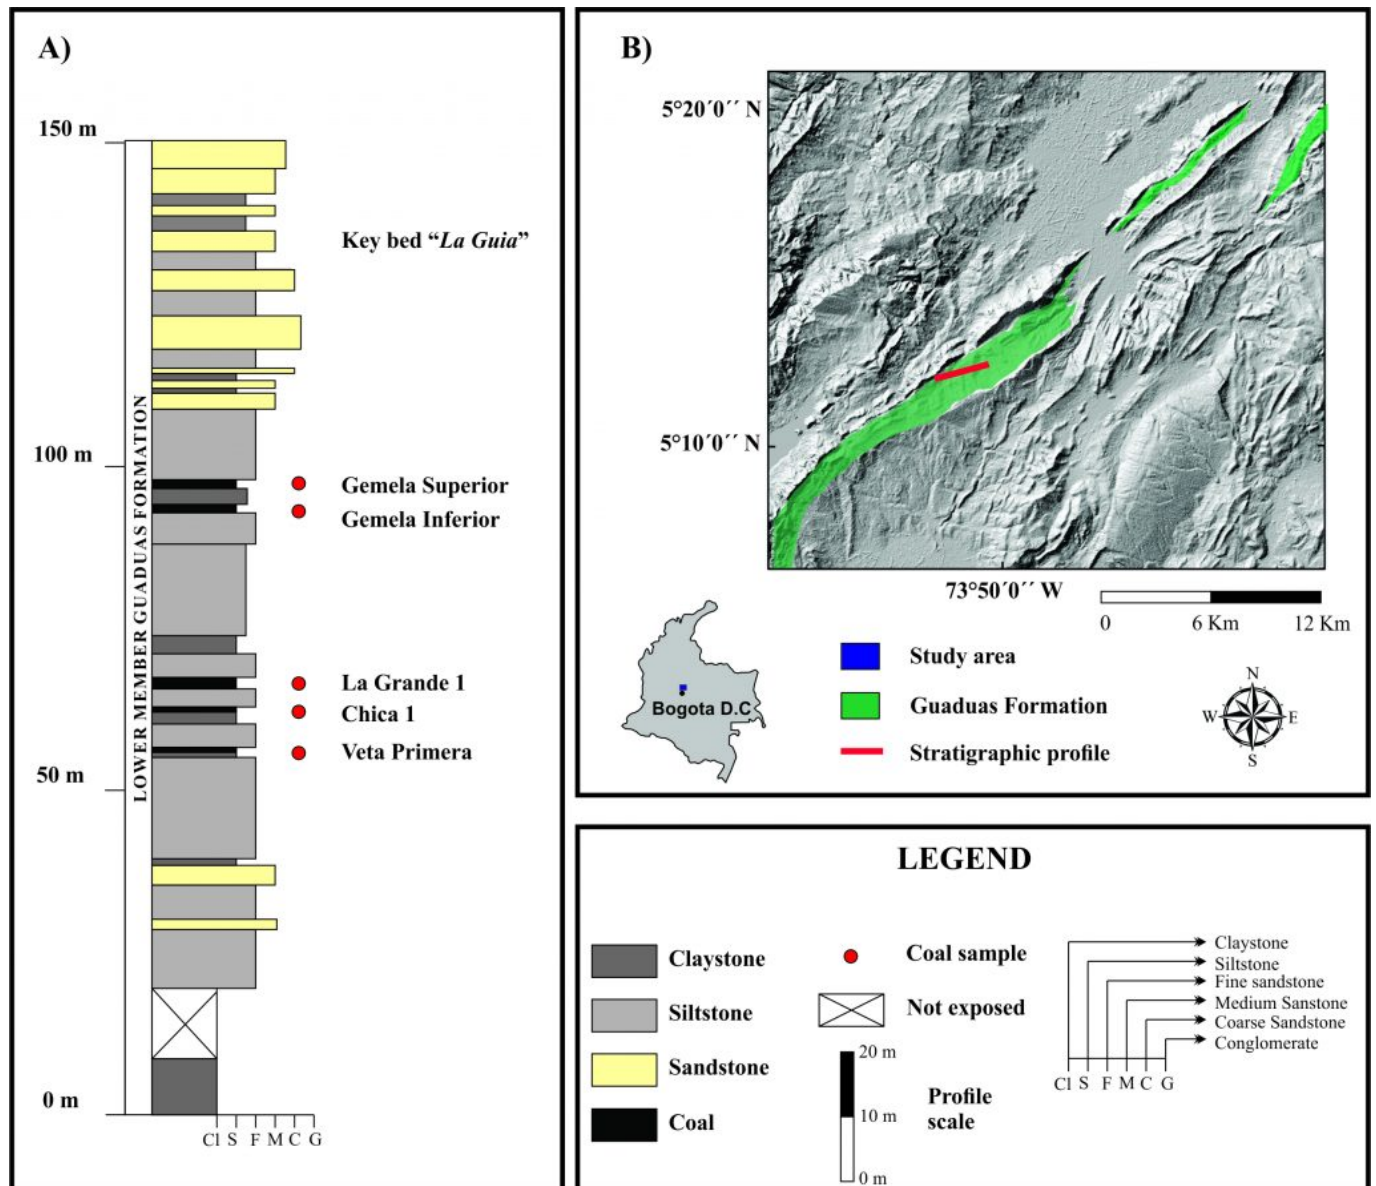 A)
150 m
Key bed “La Guia”
100 m
LOWER MEMBER GUADUAS FORMATION
Gemela Superior
Gemela Inferior
La Grande 1
Chica 1
Veta Primera
50 m
0 m
Cl S F M C G
B)
5°20´0´´ N
5°10´0´´ N
73°50´0´´ W
0 6 Km 12 Km
Bogota D.C
Study area
Guaduas Formation
Stratigraphic profile
N
W E
S
LEGEND
Claystone
Siltstone
Sandstone
Coal
Coal sample
Not exposed
20 m
10 m
0 m
Profile
scale
Claystone
Siltstone
Fine sandstone
Medium Sanstone
Coarse Sandstone
Conglomerate
Cl S F M C G